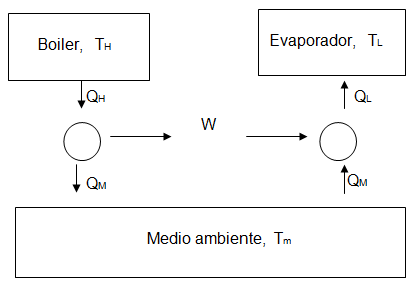 Boiler, TH
Evaporador, TL
QH
QL
W
QM
QM
Medio ambiente, Tm